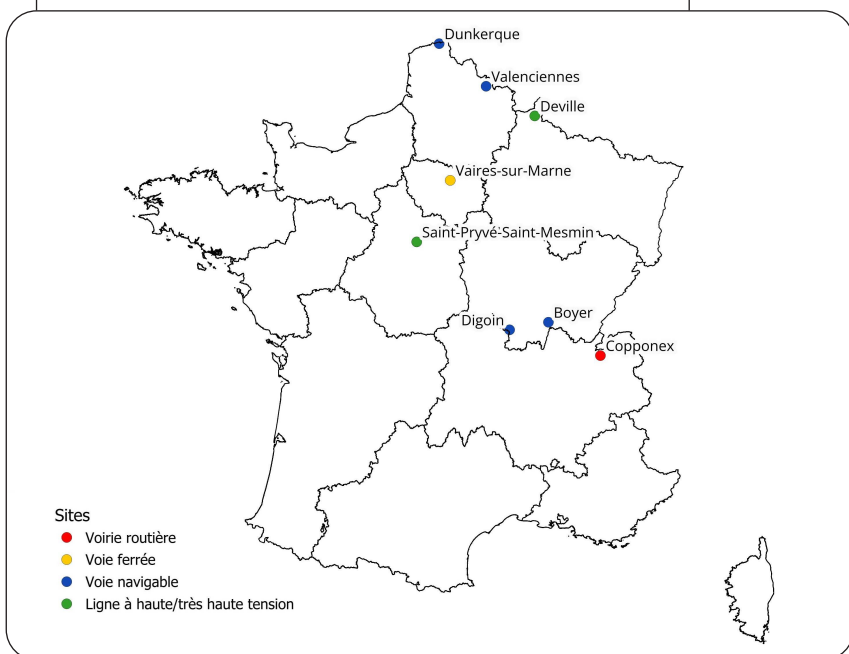 Dunkerque
Valenciennes
Deville
Vaires-sur-Marne
Saint-Pryvé-Saint-Mesmin
Boyer
Digoin
Copponex
Sites
Voirie routière
Voie ferrée
Voie navigable
Ligne à haute/très haute tension